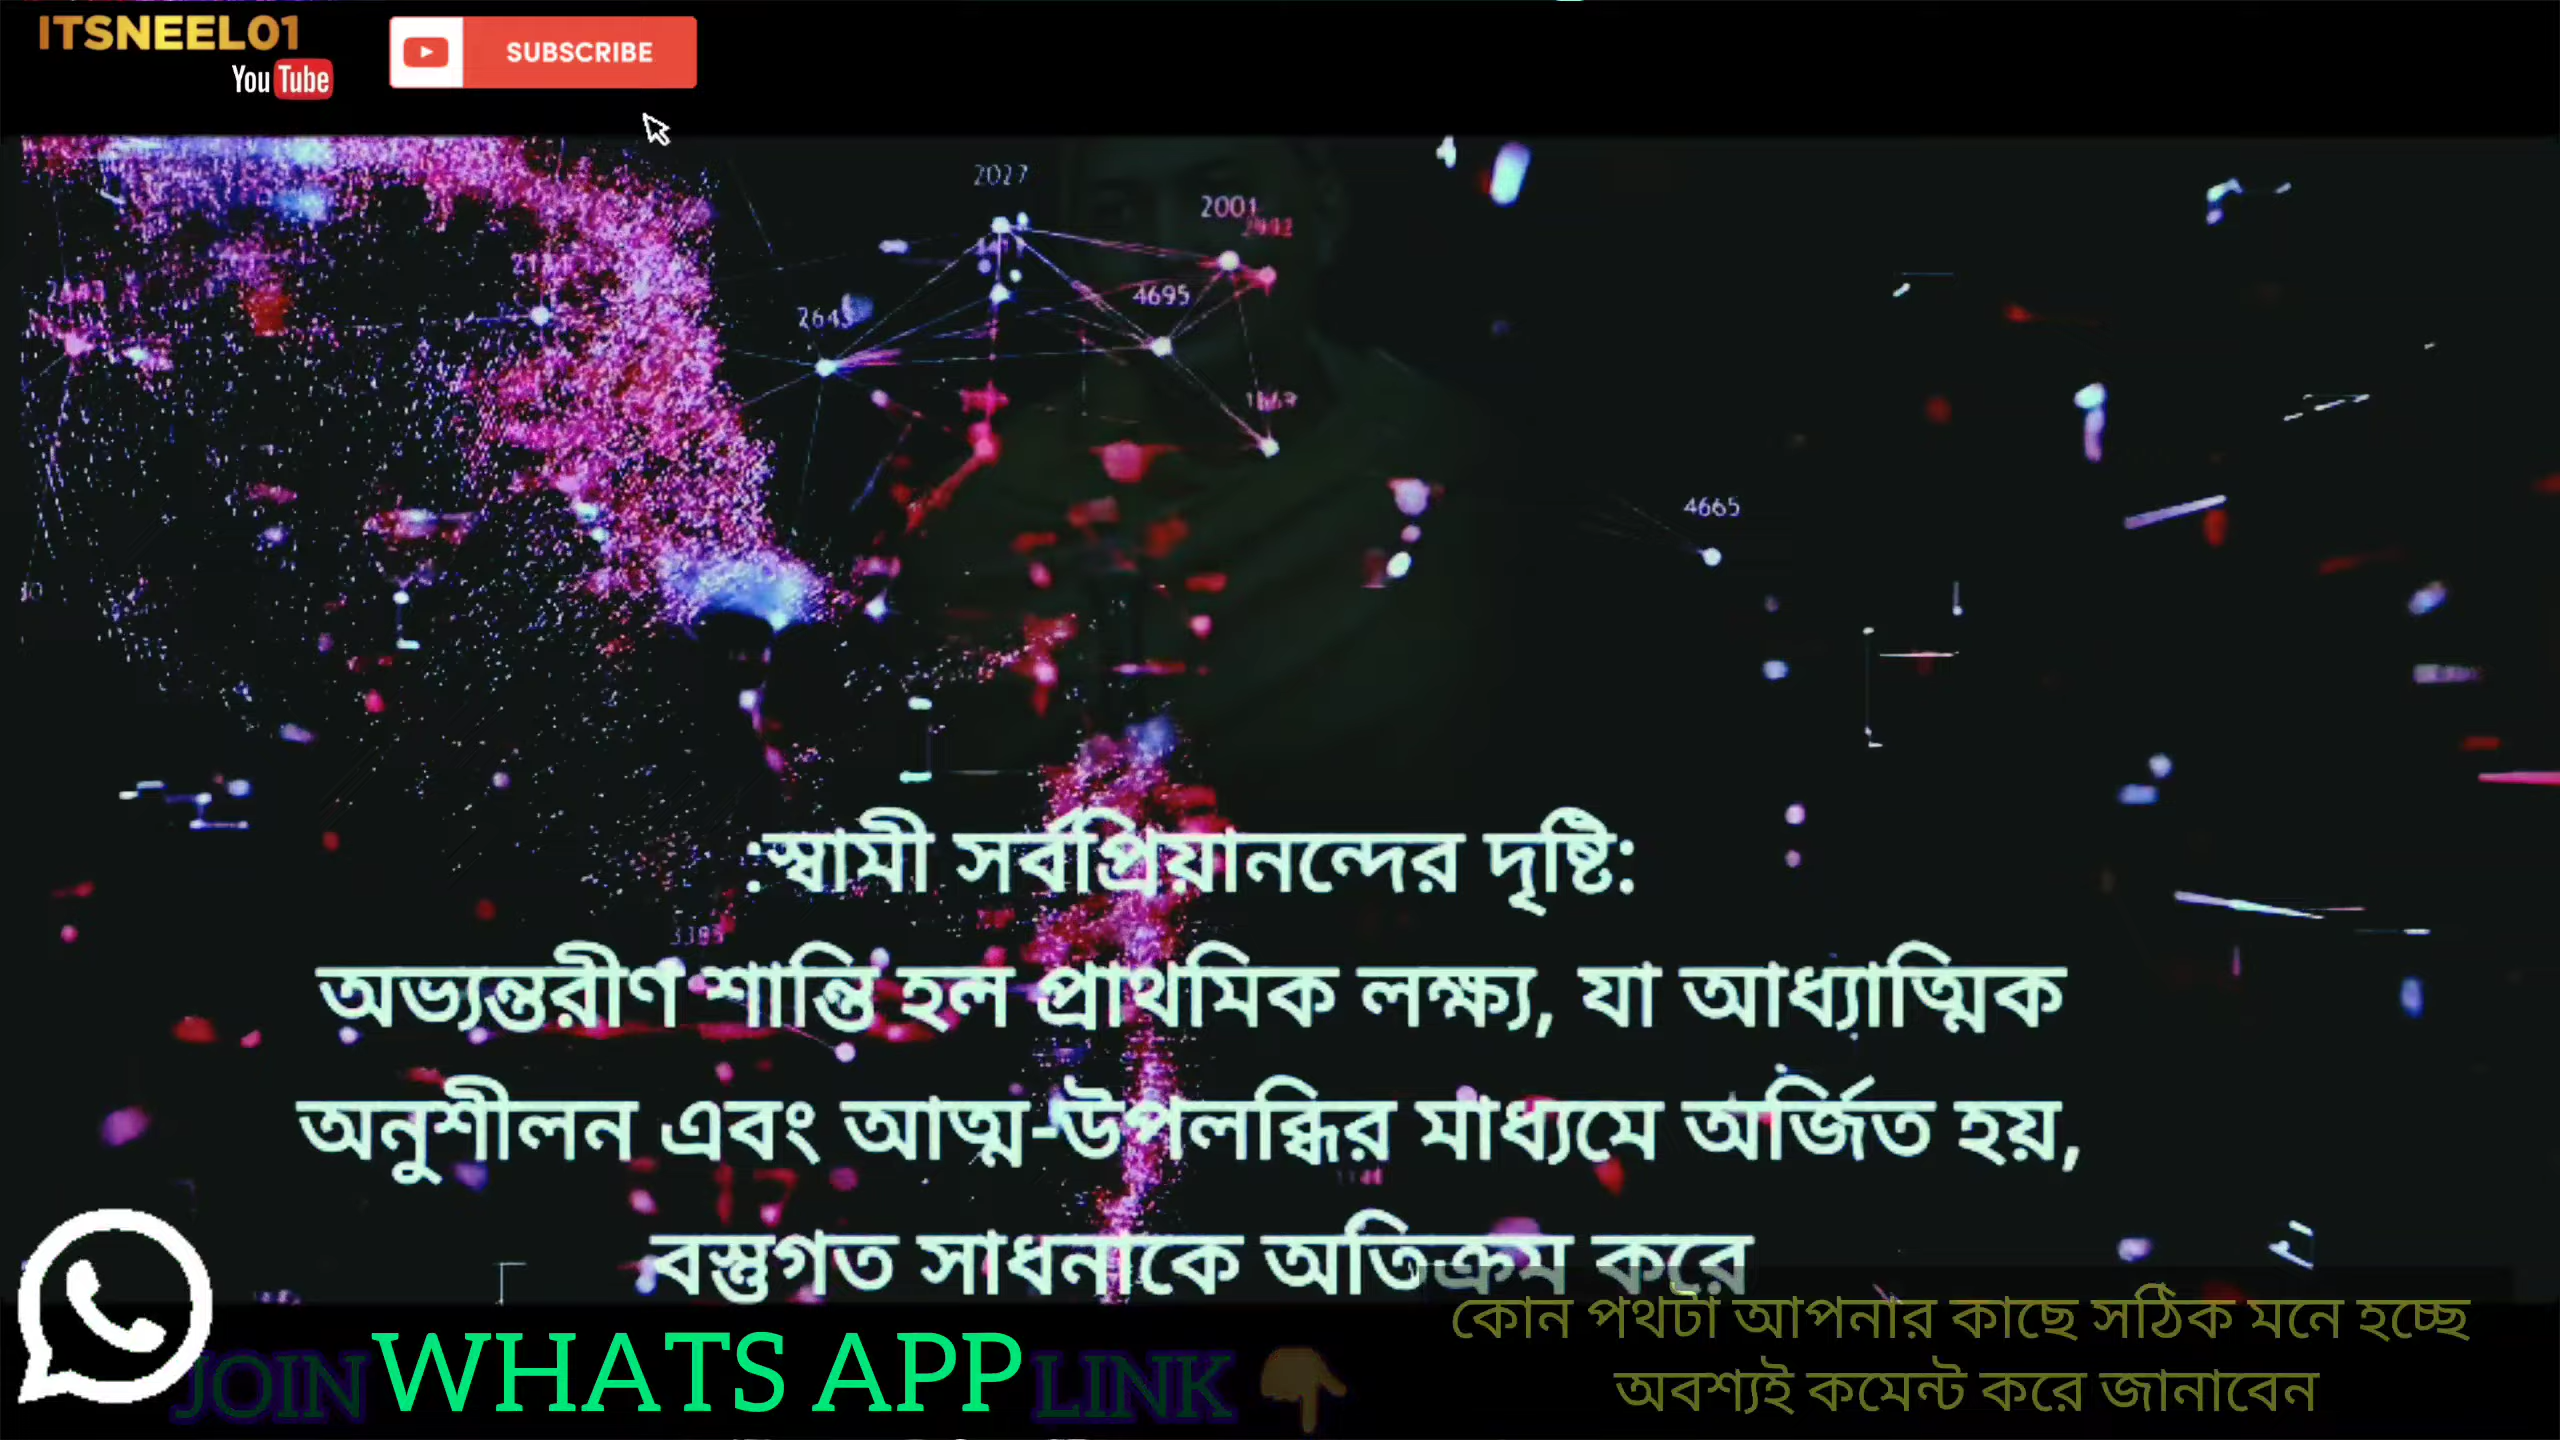 ITSNEEL01
YouTube
SUBSCRIBE
2027
2001
4695
4665
:স্বামী সর্বপ্রিয়ানন্দের দৃষ্টি:
অভ্যন্তরীণ শান্তি হল প্রাথমিক লক্ষ্য, যা আধ্যাত্মিক
অনুশীলন এবং আত্ম-উপলব্ধির মাধ্যমে অর্জিত হয়,
বস্তুগত সাধনাকে অতিক্রম করে
কোন পথটা আপনার কাছে সঠিক মনে হচ্ছে
অবশ্যই কমেন্ট করে জানাবেন
JOIN WHATS APP LINK 👇